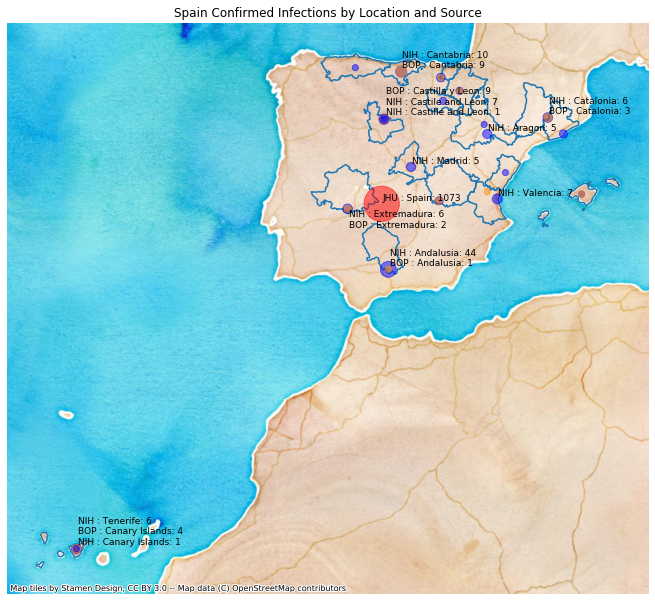 Spain Confirmed Infections by Location and Source
NIH : Cantabria: 10
BOP : Cantabria: 9
BOP : Castilla y Leon: 9
NIH : Castile and Leon: 7
NIH : Castille and Leon: 1
NIH : Catalonia: 6
BOP : Catalonia: 3
NIH : Aragon: 5
NIH : Madrid: 5
JHU : Spain: 1073
NIH : Valencia: 7
NIH : Extremadura: 6
BOP : Extremadura: 2
NIH : Andalusia: 44
BOP : Andalusia: 1
NIH : Tenerife: 6
BOP : Canary Islands: 4
NIH : Canary Islands: 1
Map tiles by Stamen Design, CC BY 3.0 -- Map data (C) OpenStreetMap contributors